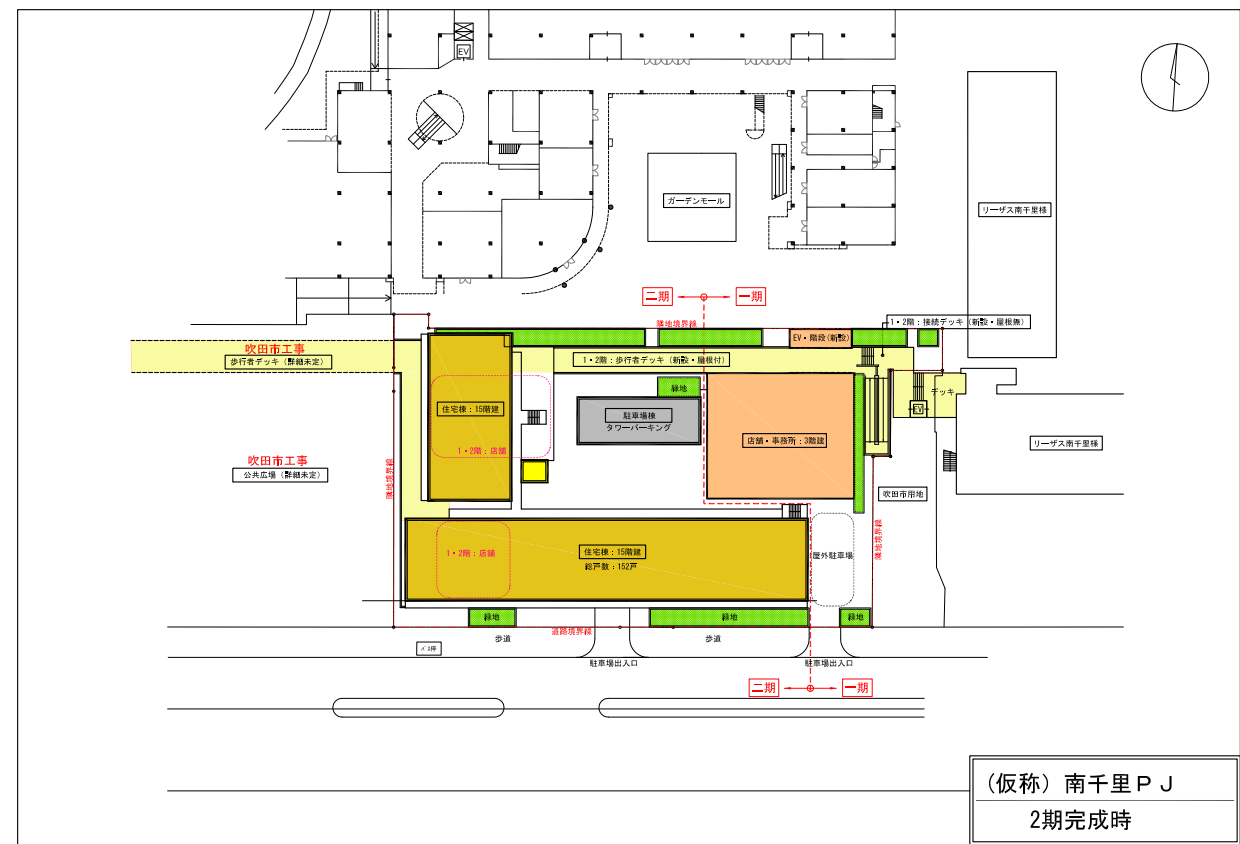 EV
ガーデンモール
リーザス南千里様
二期
一期
隣地境界線
1・2階：接続デッキ（新設・屋根無）
EV・階段(新設)
吹田市工事
歩行者デッキ（詳細未定）
1・2階：歩行者デッキ（新設・屋根付）
緑地
デッキ
EV
住宅棟：15階建
駐車場棟
タワーパーキング
店舗・事務所：3階建
リーザス南千里様
1・2階：店舗
吹田市工事
公共広場（詳細未定）
隣地境界線
吹田市用地
隣地境界線
1・2階：店舗
住宅棟：15階建
総戸数：152戸
屋外駐車場
緑地
緑地
緑地
道路境界線
歩道
歩道
バス停
駐車場出入口
駐車場出入口
二期
一期
(仮称) 南千里ＰＪ
2期完成時